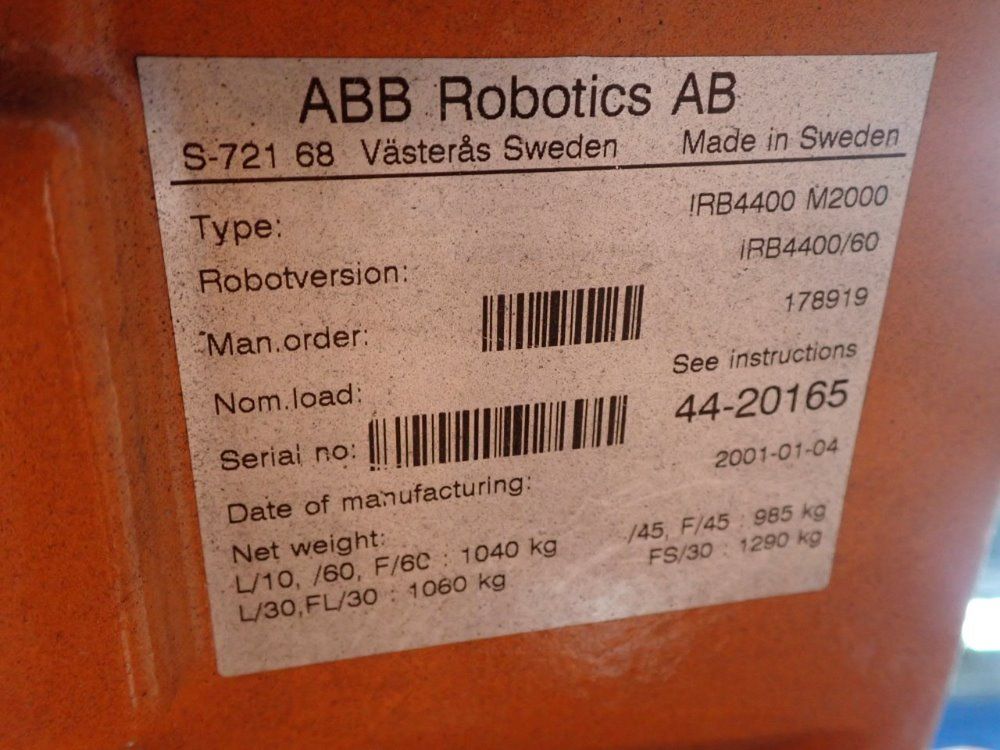 ABB Robotics AB
S-721 68 Västerås Sweden Made in Sweden
Type: IRB4400 M2000
Robotversion: IRB4400/60
Man.order: 178919
Nom.load: See instructions
Serial no: 44-20165
Date of manufacturing: 2001-01-04
Net weight:
L/10, /60, F/60 : 1040 kg /45, F/45 : 985 kg
L/30,FL/30 : 1060 kg FS/30 : 1290 kg